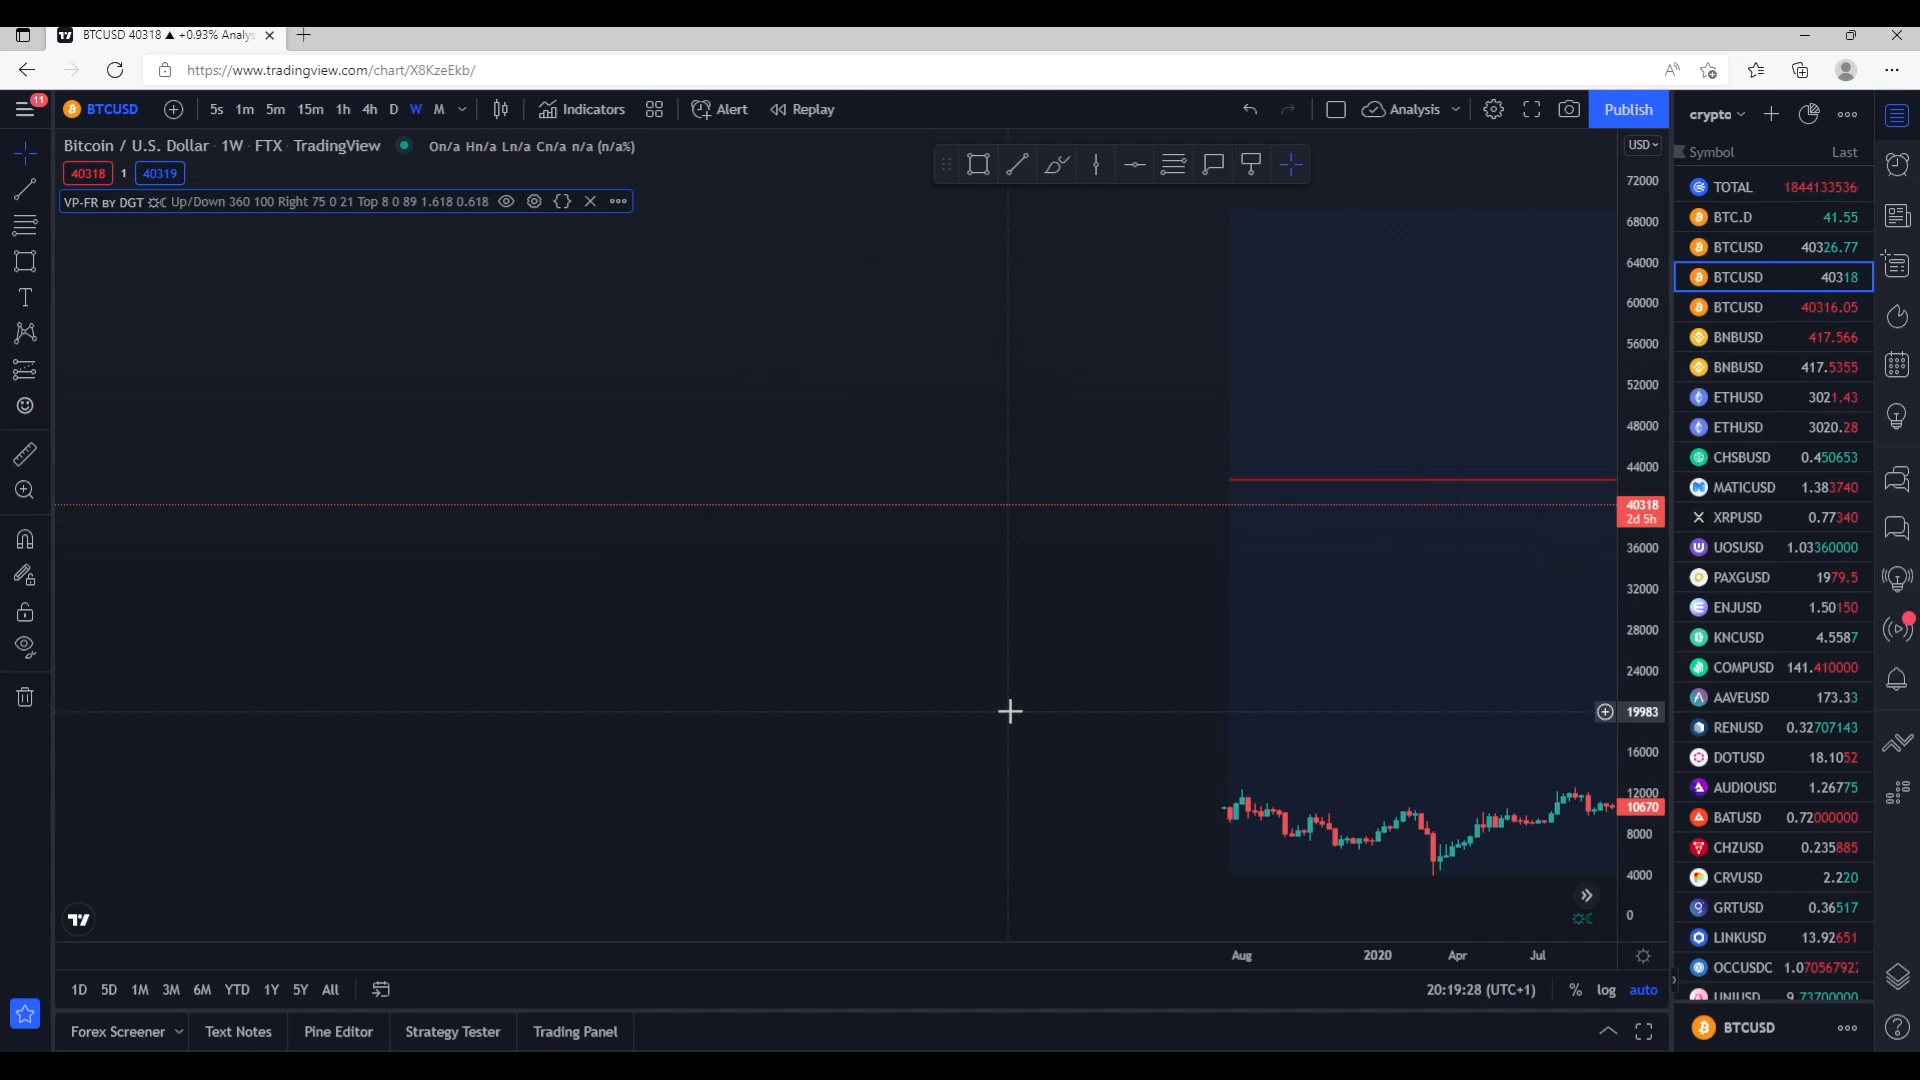 BTCUSD 40318 ▲ +0.93% Analys
https://www.tradingview.com/chart/X8KzeEkb/
11
BTCUSD
5s 1m 5m 15m 1h 4h D W M
Indicators
Alert
Replay
Analysis
Publish
crypto
Bitcoin / U.S. Dollar · 1W · FTX · TradingView
On/a Hn/a Ln/a Cn/a n/a (n/a%)
40318 1 40319
VP-FR BY DGT Up/Down 360 100 Right 75 0 21 Top 8 0 89 1.618 0.618
USD
72000
68000
64000
60000
56000
52000
48000
44000
40318
2d 5h
36000
32000
28000
24000
19983
16000
12000
10670
8000
4000
0
Aug 2020 Apr Jul
1D 5D 1M 3M 6M YTD 1Y 5Y All
20:19:28 (UTC+1)
% log auto
Forex Screener
Text Notes
Pine Editor
Strategy Tester
Trading Panel
Symbol Last
TOTAL 1844133536
BTC.D 41.55
BTCUSD 40326.77
BTCUSD 40318
BTCUSD 40316.05
BNBUSD 417.566
BNBUSD 417.5355
ETHUSD 3021.43
ETHUSD 3020.28
CHSBUSD 0.450653
MATICUSD 1.383740
XRPUSD 0.77340
UOSUSD 1.03360000
PAXGUSD 1979.5
ENJUSD 1.50150
KNCUSD 4.5587
COMPUSD 141.410000
AAVEUSD 173.33
RENUSD 0.32707143
DOTUSD 18.1052
AUDIOUSD 1.26775
BATUSD 0.72000000
CHZUSD 0.235885
CRVUSD 2.220
GRTUSD 0.36517
LINKUSD 13.92651
OCCUSDC 1.07056792
UNIUSD 9.73700000
BTCUSD